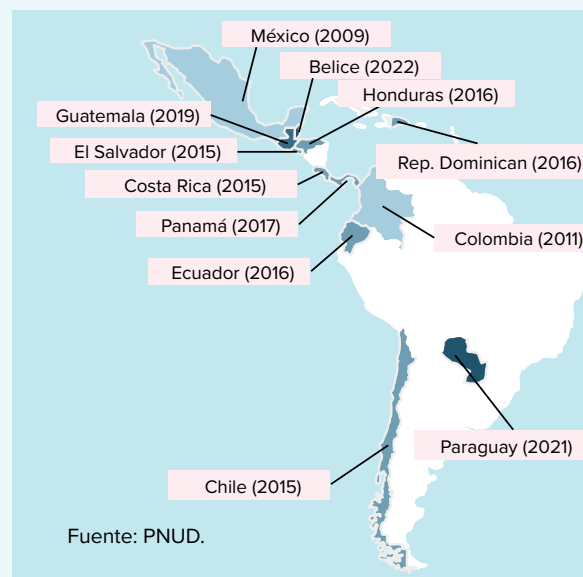 México (2009)
Belice (2022)
Honduras (2016)
Guatemala (2019)
El Salvador (2015)
Rep. Dominican (2016)
Costa Rica (2015)
Panamá (2017)
Colombia (2011)
Ecuador (2016)
Paraguay (2021)
Chile (2015)
Fuente: PNUD.